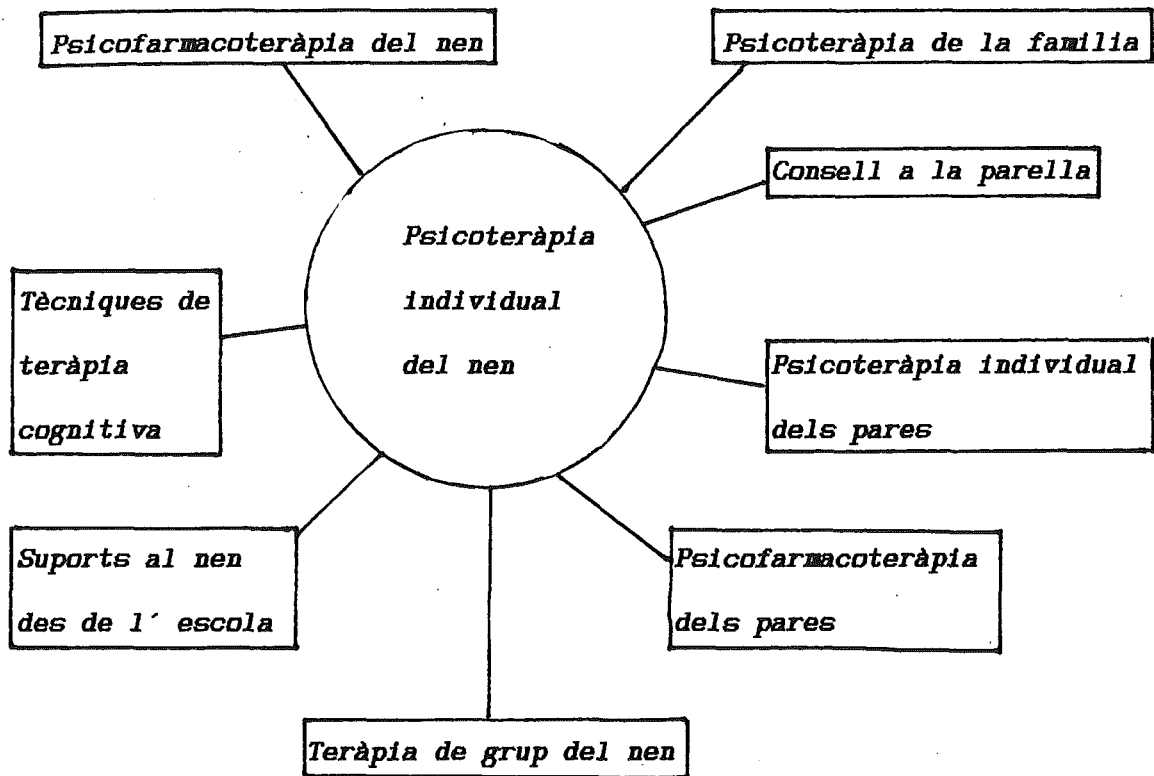 Psicofarmacoteràpia del nen
Psicoteràpia de la familia
Consell a la parella
Psicoteràpia
individual
del nen
Tècniques de
teràpia
cognitiva
Psicoteràpia individual
dels pares
Suports al nen
des de l´ escola
Psicofarmacoteràpia
dels pares
Teràpia de grup del nen